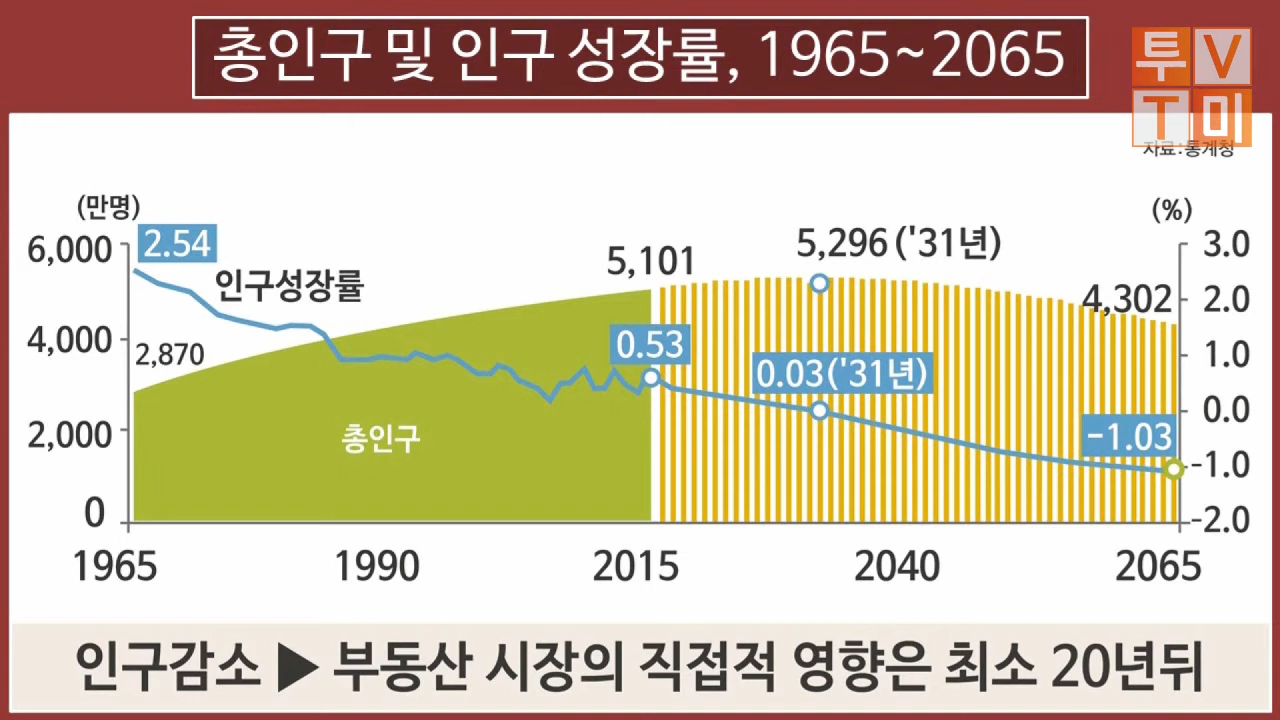 총인구 및 인구 성장률, 1965~2065
투V
T미
자료:통계청
(만명)
(%)
6,000
2.54
인구성장률
5,101
5,296 ('31년)
3.0
4,302
2.0
4,000
2,870
0.53
0.03('31년)
1.0
0.0
2,000
총인구
-1.03
-1.0
0
-2.0
1965
1990
2015
2040
2065
인구감소 ▶ 부동산 시장의 직접적 영향은 최소 20년뒤